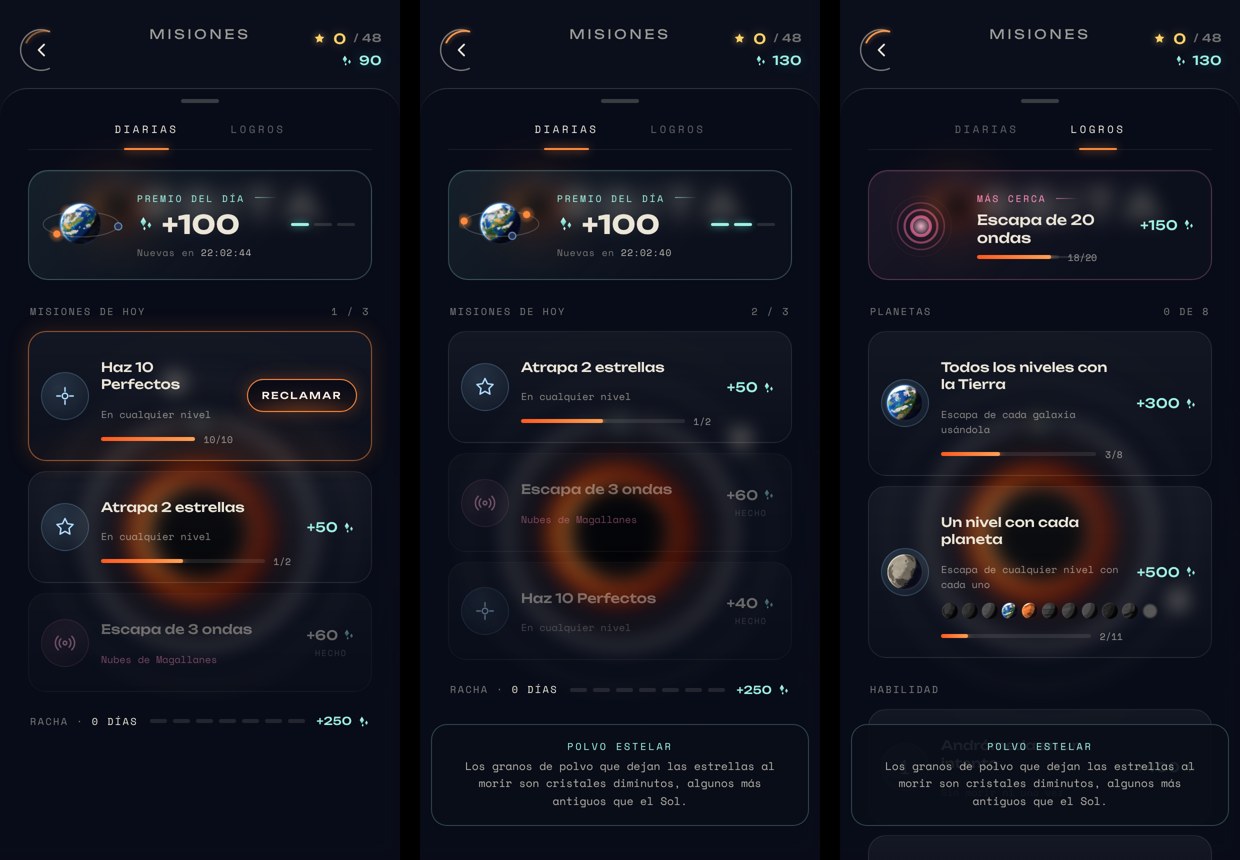 MISIONES
0 / 48
90
DIARIAS LOGROS
PREMIO DEL DÍA
+100
Nuevas en 22:02:44
MISIONES DE HOY 1 / 3
Haz 10
Perfectos
En cualquier nivel
10/10
RECLAMAR
Atrapa 2 estrellas
En cualquier nivel
1/2
+50
Escapa de 3 ondas
Nubes de Magallanes
+60
HECHO
RACHA · 0 DÍAS +250
MISIONES
0 / 48
130
DIARIAS LOGROS
PREMIO DEL DÍA
+100
Nuevas en 22:02:40
MISIONES DE HOY 2 / 3
Atrapa 2 estrellas
En cualquier nivel
1/2
+50
Escapa de 3 ondas
Nubes de Magallanes
+60
HECHO
Haz 10 Perfectos
En cualquier nivel
+40
HECHO
RACHA · 0 DÍAS +250
POLVO ESTELAR
Los granos de polvo que dejan las estrellas al
morir son cristales diminutos, algunos más
antiguos que el Sol.
MISIONES
0 / 48
130
DIARIAS LOGROS
MÁS CERCA
Escapa de 20
ondas
18/20
+150
PLANETAS 0 DE 8
Todos los niveles con
la Tierra
Escapa de cada galaxia
usándola
3/8
+300
Un nivel con cada
planeta
Escapa de cualquier nivel con
cada uno
2/11
+500
HABILIDAD
POLVO ESTELAR
Los granos de polvo que dejan las estrellas al
morir son cristales diminutos, algunos más
antiguos que el Sol.